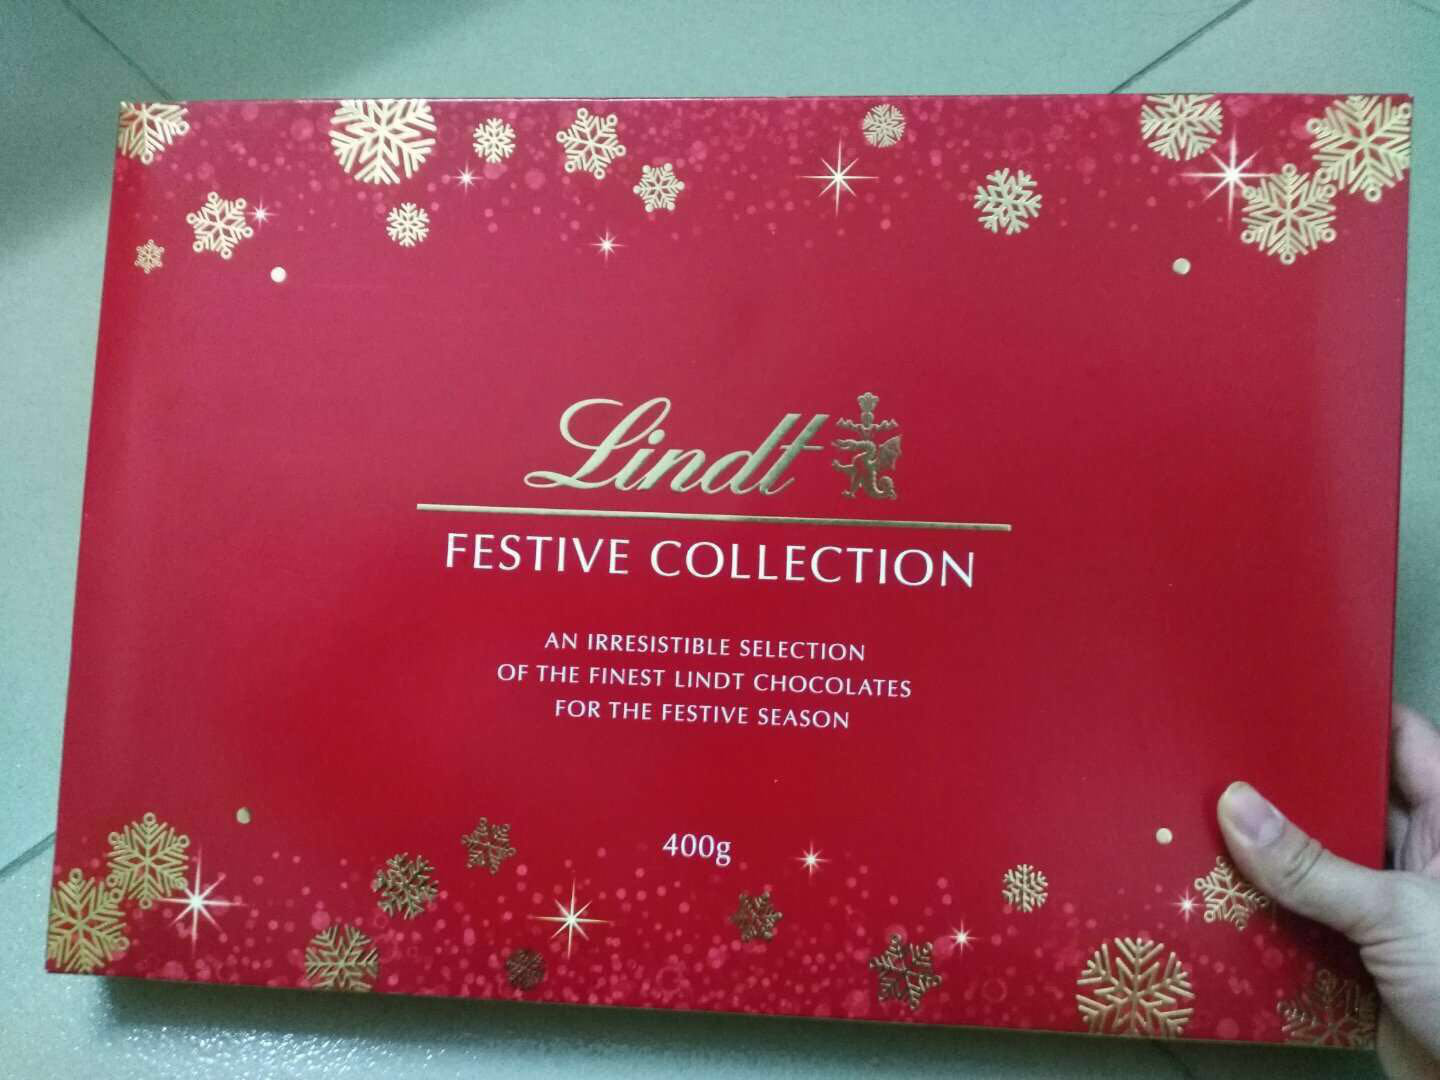 Lindt
FESTIVE COLLECTION
AN IRRESISTIBLE SELECTION
OF THE FINEST LINDT CHOCOLATES
FOR THE FESTIVE SEASON
400g